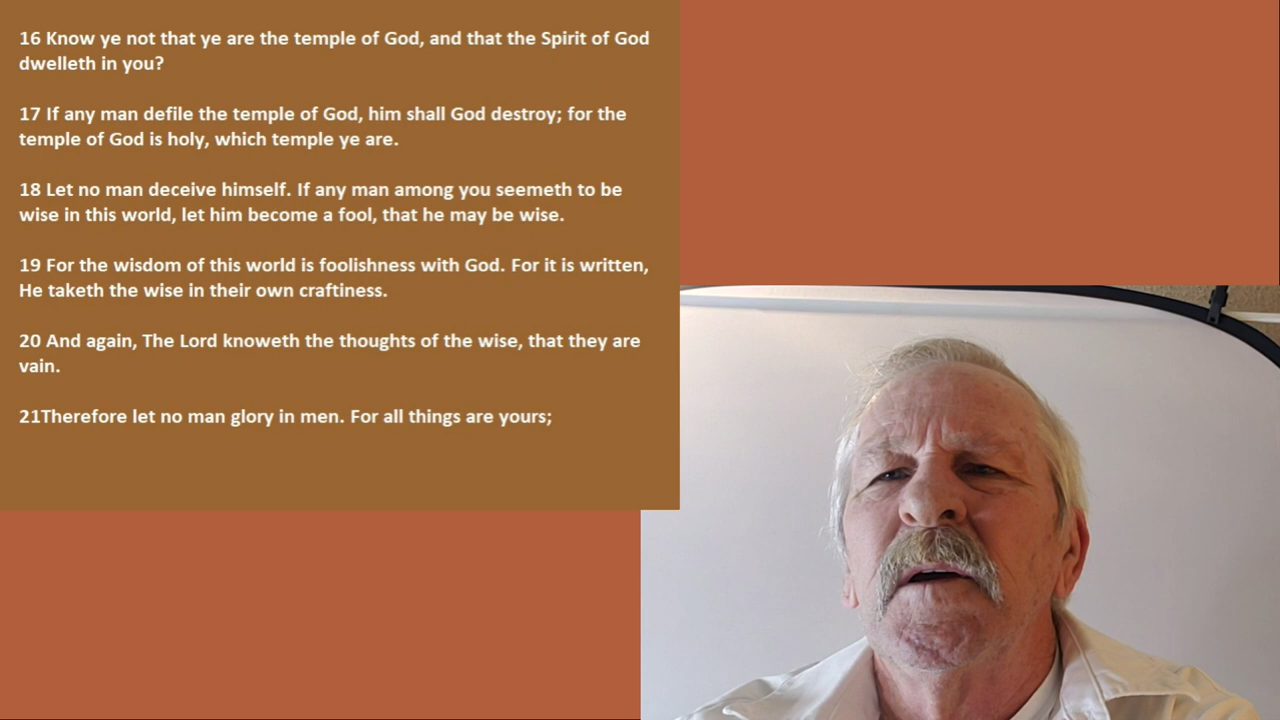 16 Know ye not that ye are the temple of God, and that the Spirit of God
dwelleth in you?
17 If any man defile the temple of God, him shall God destroy; for the
temple of God is holy, which temple ye are.
18 Let no man deceive himself. If any man among you seemeth to be
wise in this world, let him become a fool, that he may be wise.
19 For the wisdom of this world is foolishness with God. For it is written,
He taketh the wise in their own craftiness.
20 And again, The Lord knoweth the thoughts of the wise, that they are
vain.
21Therefore let no man glory in men. For all things are yours;